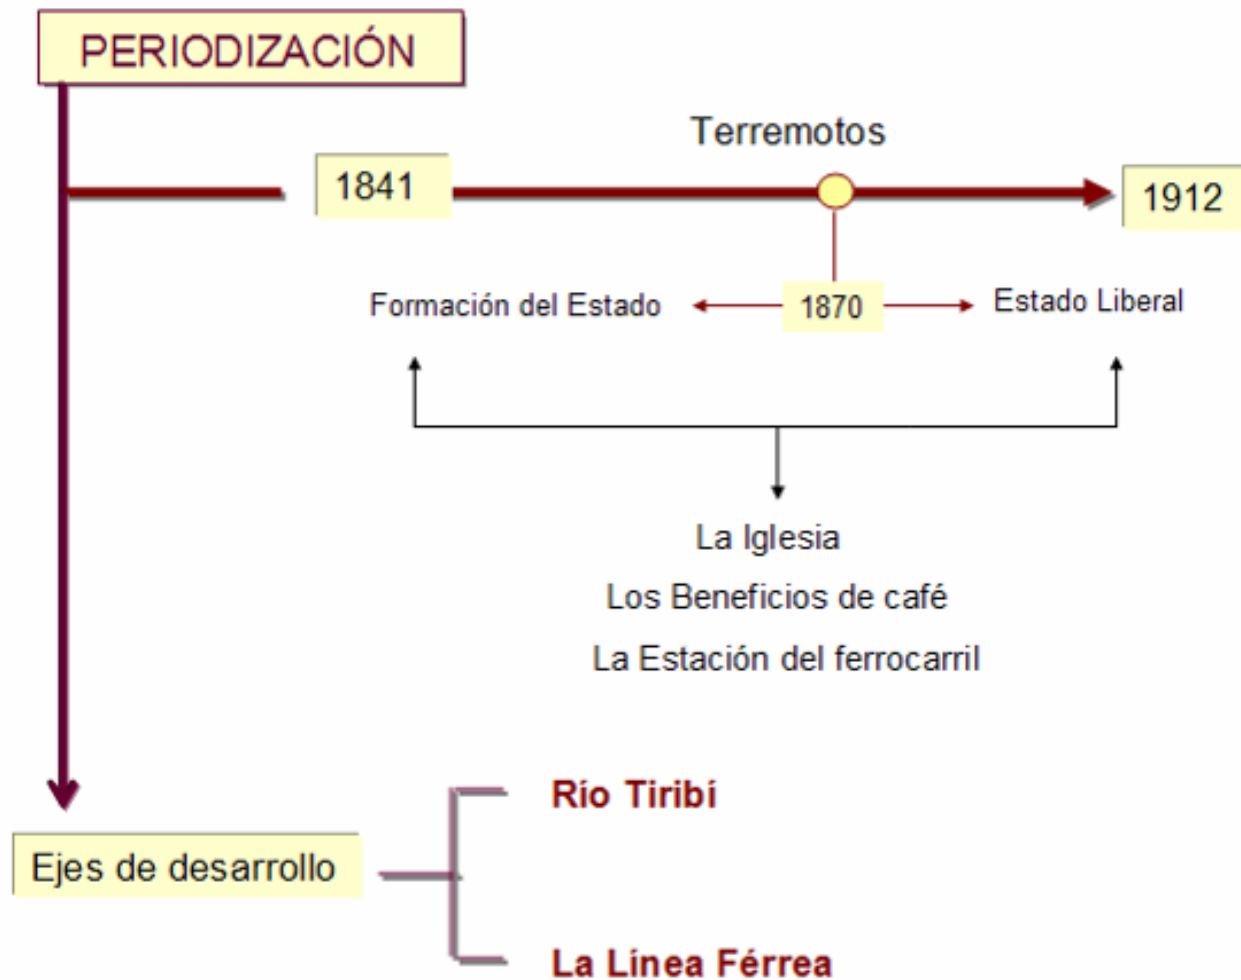 PERIODIZACIÓN
Terremotos
1841
1912
Formación del Estado
1870
Estado Liberal
La Iglesia
Los Beneficios de café
La Estación del ferrocarril
Río Tiribí
Ejes de desarrollo
La Línea Férrea